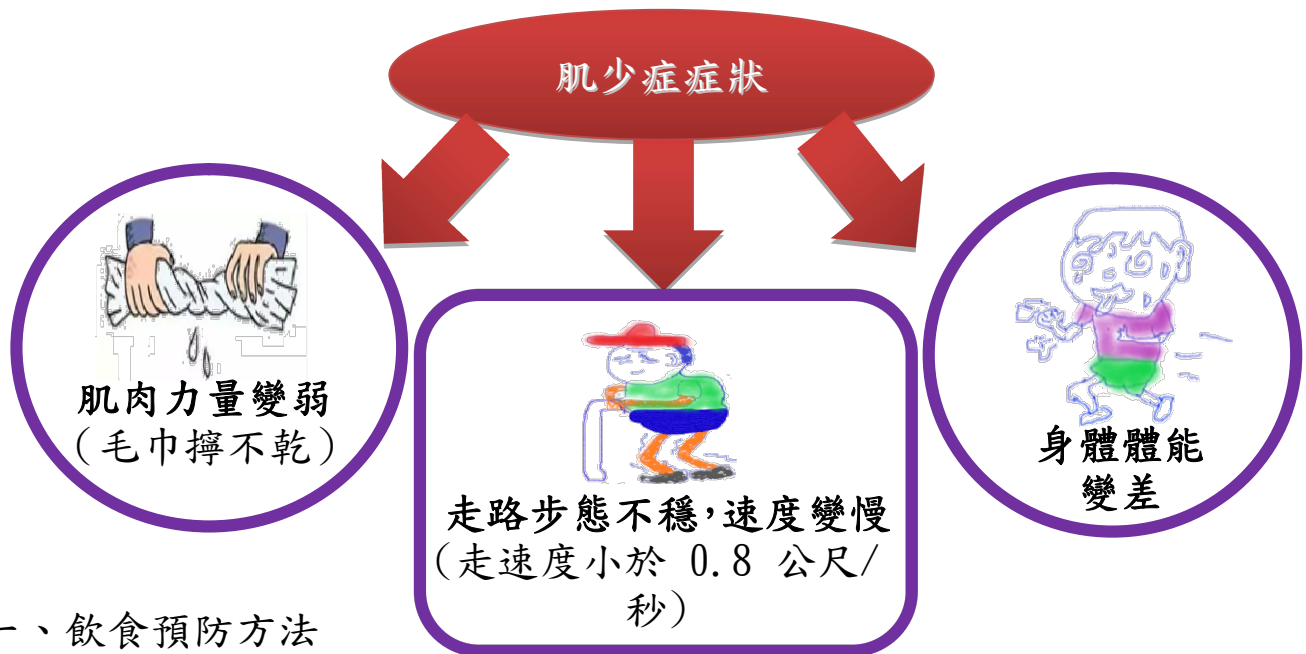 肌少症症狀
肌肉力量變弱
（毛巾擰不乾）
走路步態不穩，速度變慢
（走速度小於 0.8 公尺/
秒）
身體體能
變差
一、飲食預防方法